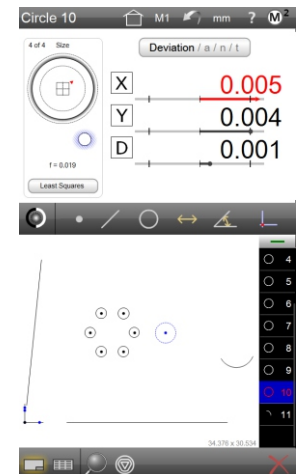 Circle 10 M1 mm ? M2
4 of 4 Size
Deviation / a / n / t
X 0.005
Y 0.004
D 0.001
f = 0.019
Least Squares
4
5
6
7
8
9
10
11
34.378 x 30.534